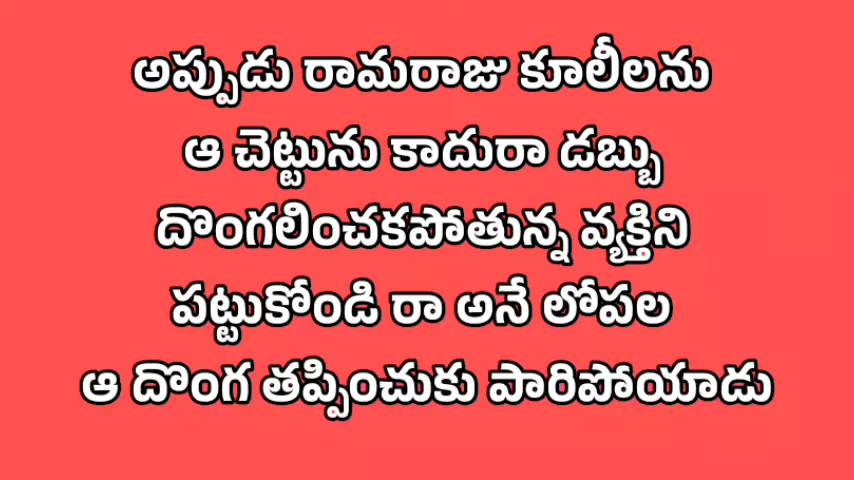 అప్పుడు రామరాజు కూలీలను
ఆ చెట్టును కాదురా డబ్బు
దొంగలించకపోతున్న వ్యక్తిని
పట్టుకోండి రా అనే లోపల
ఆ దొంగ తప్పించుకు పారిపోయాడు